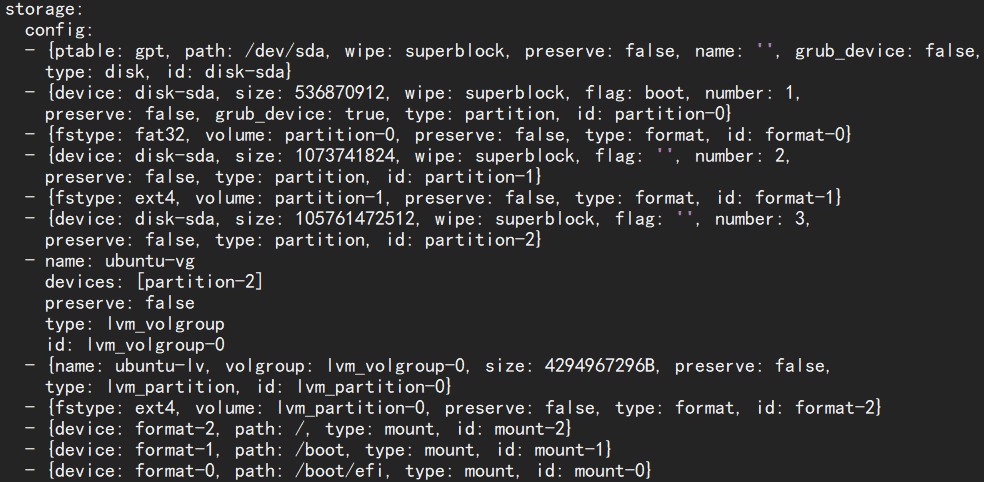 storage:
  config:
  - {ptable: gpt, path: /dev/sda, wipe: superblock, preserve: false, name: '', grub_device: false,
    type: disk, id: disk-sda}
  - {device: disk-sda, size: 536870912, wipe: superblock, flag: boot, number: 1,
    preserve: false, grub_device: true, type: partition, id: partition-0}
  - {fstype: fat32, volume: partition-0, preserve: false, type: format, id: format-0}
  - {device: disk-sda, size: 1073741824, wipe: superblock, flag: '', number: 2,
    preserve: false, type: partition, id: partition-1}
  - {fstype: ext4, volume: partition-1, preserve: false, type: format, id: format-1}
  - {device: disk-sda, size: 105761472512, wipe: superblock, flag: '', number: 3,
    preserve: false, type: partition, id: partition-2}
  - name: ubuntu-vg
    devices: [partition-2]
    preserve: false
    type: lvm_volgroup
    id: lvm_volgroup-0
  - {name: ubuntu-lv, volgroup: lvm_volgroup-0, size: 4294967296B, preserve: false,
    type: lvm_partition, id: lvm_partition-0}
  - {fstype: ext4, volume: lvm_partition-0, preserve: false, type: format, id: format-2}
  - {device: format-2, path: /, type: mount, id: mount-2}
  - {device: format-1, path: /boot, type: mount, id: mount-1}
  - {device: format-0, path: /boot/efi, type: mount, id: mount-0}